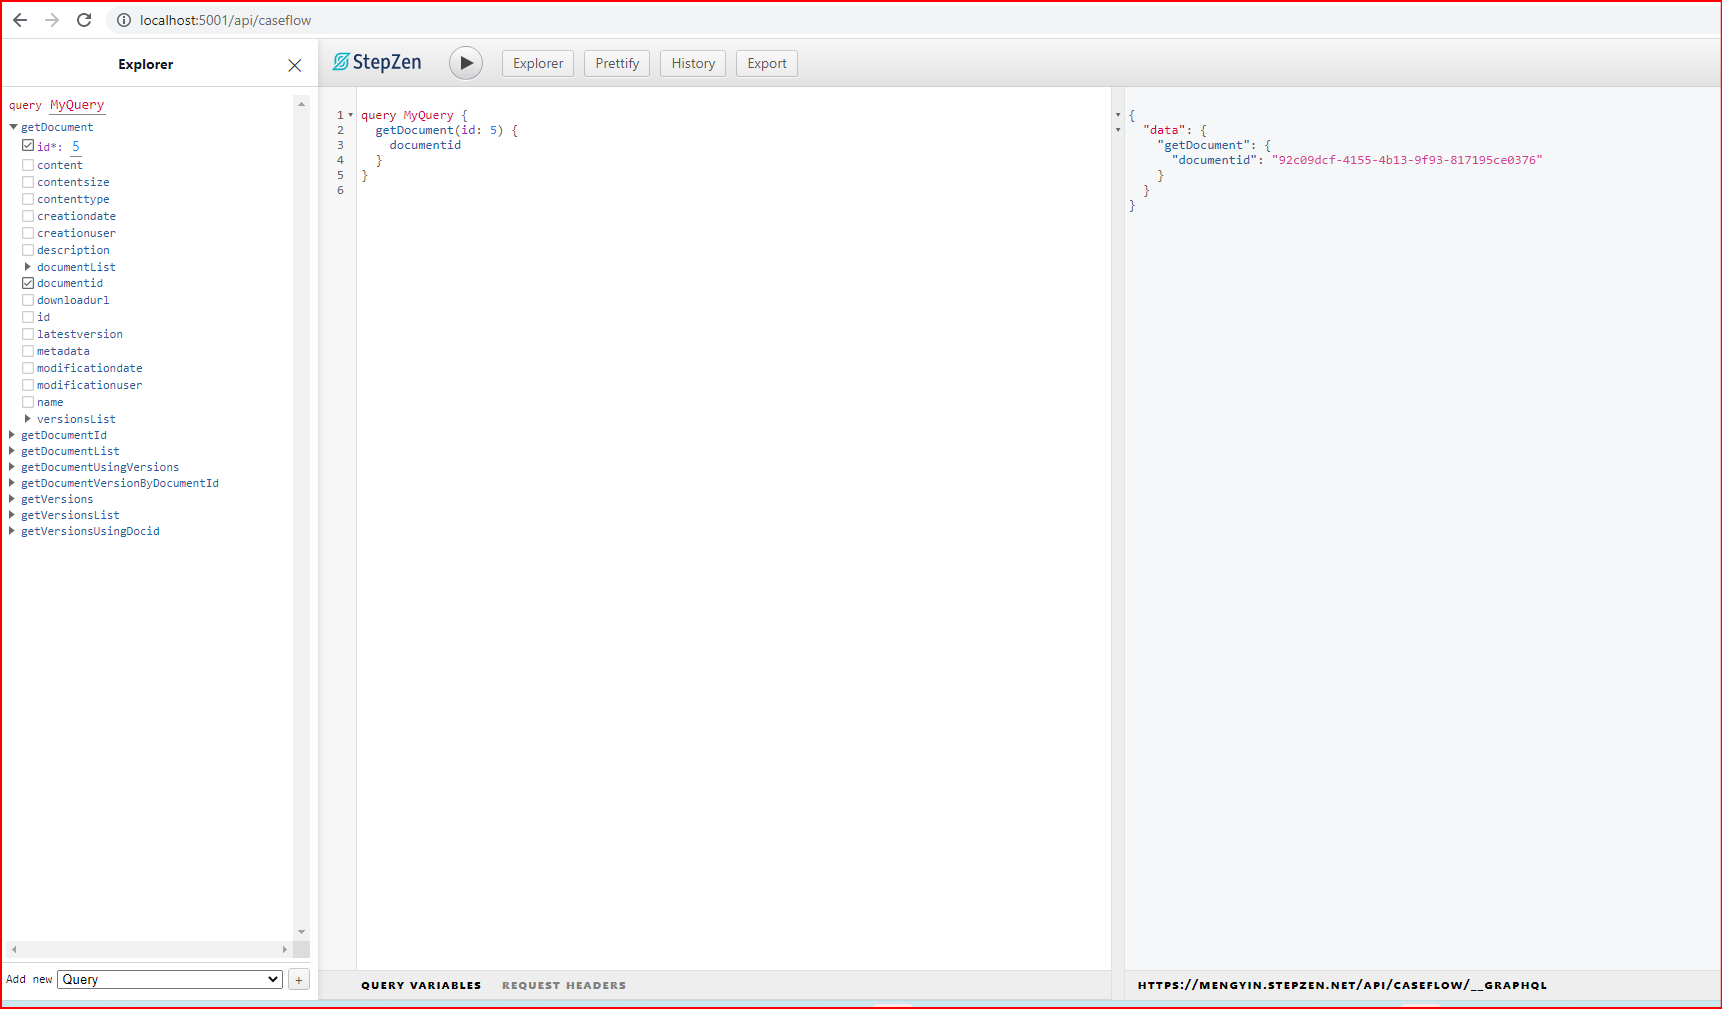 localhost:5001/api/caseflow
Explorer
StepZen
Explorer
Prettify
History
Export
query MyQuery
getDocument
id*: 5
content
contentsize
contenttype
creationdate
creationuser
description
documentList
documentid
downloadurl
id
latestversion
metadata
modificationdate
modificationuser
name
versionsList
getDocumentId
getDocumentList
getDocumentUsingVersions
getDocumentVersionByDocumentId
getVersions
getVersionsList
getVersionsUsingDocid
Add new Query +
1 query MyQuery {
2 getDocument(id: 5) {
3 documentid
4 }
5 }
6
{
"data": {
"getDocument": {
"documentid": "92c09dcf-4155-4b13-9f93-817195ce0376"
}
}
}
QUERY VARIABLES REQUEST HEADERS
HTTPS://MENGYIN.STEPZEN.NET/API/CASEFLOW/__GRAPHQL